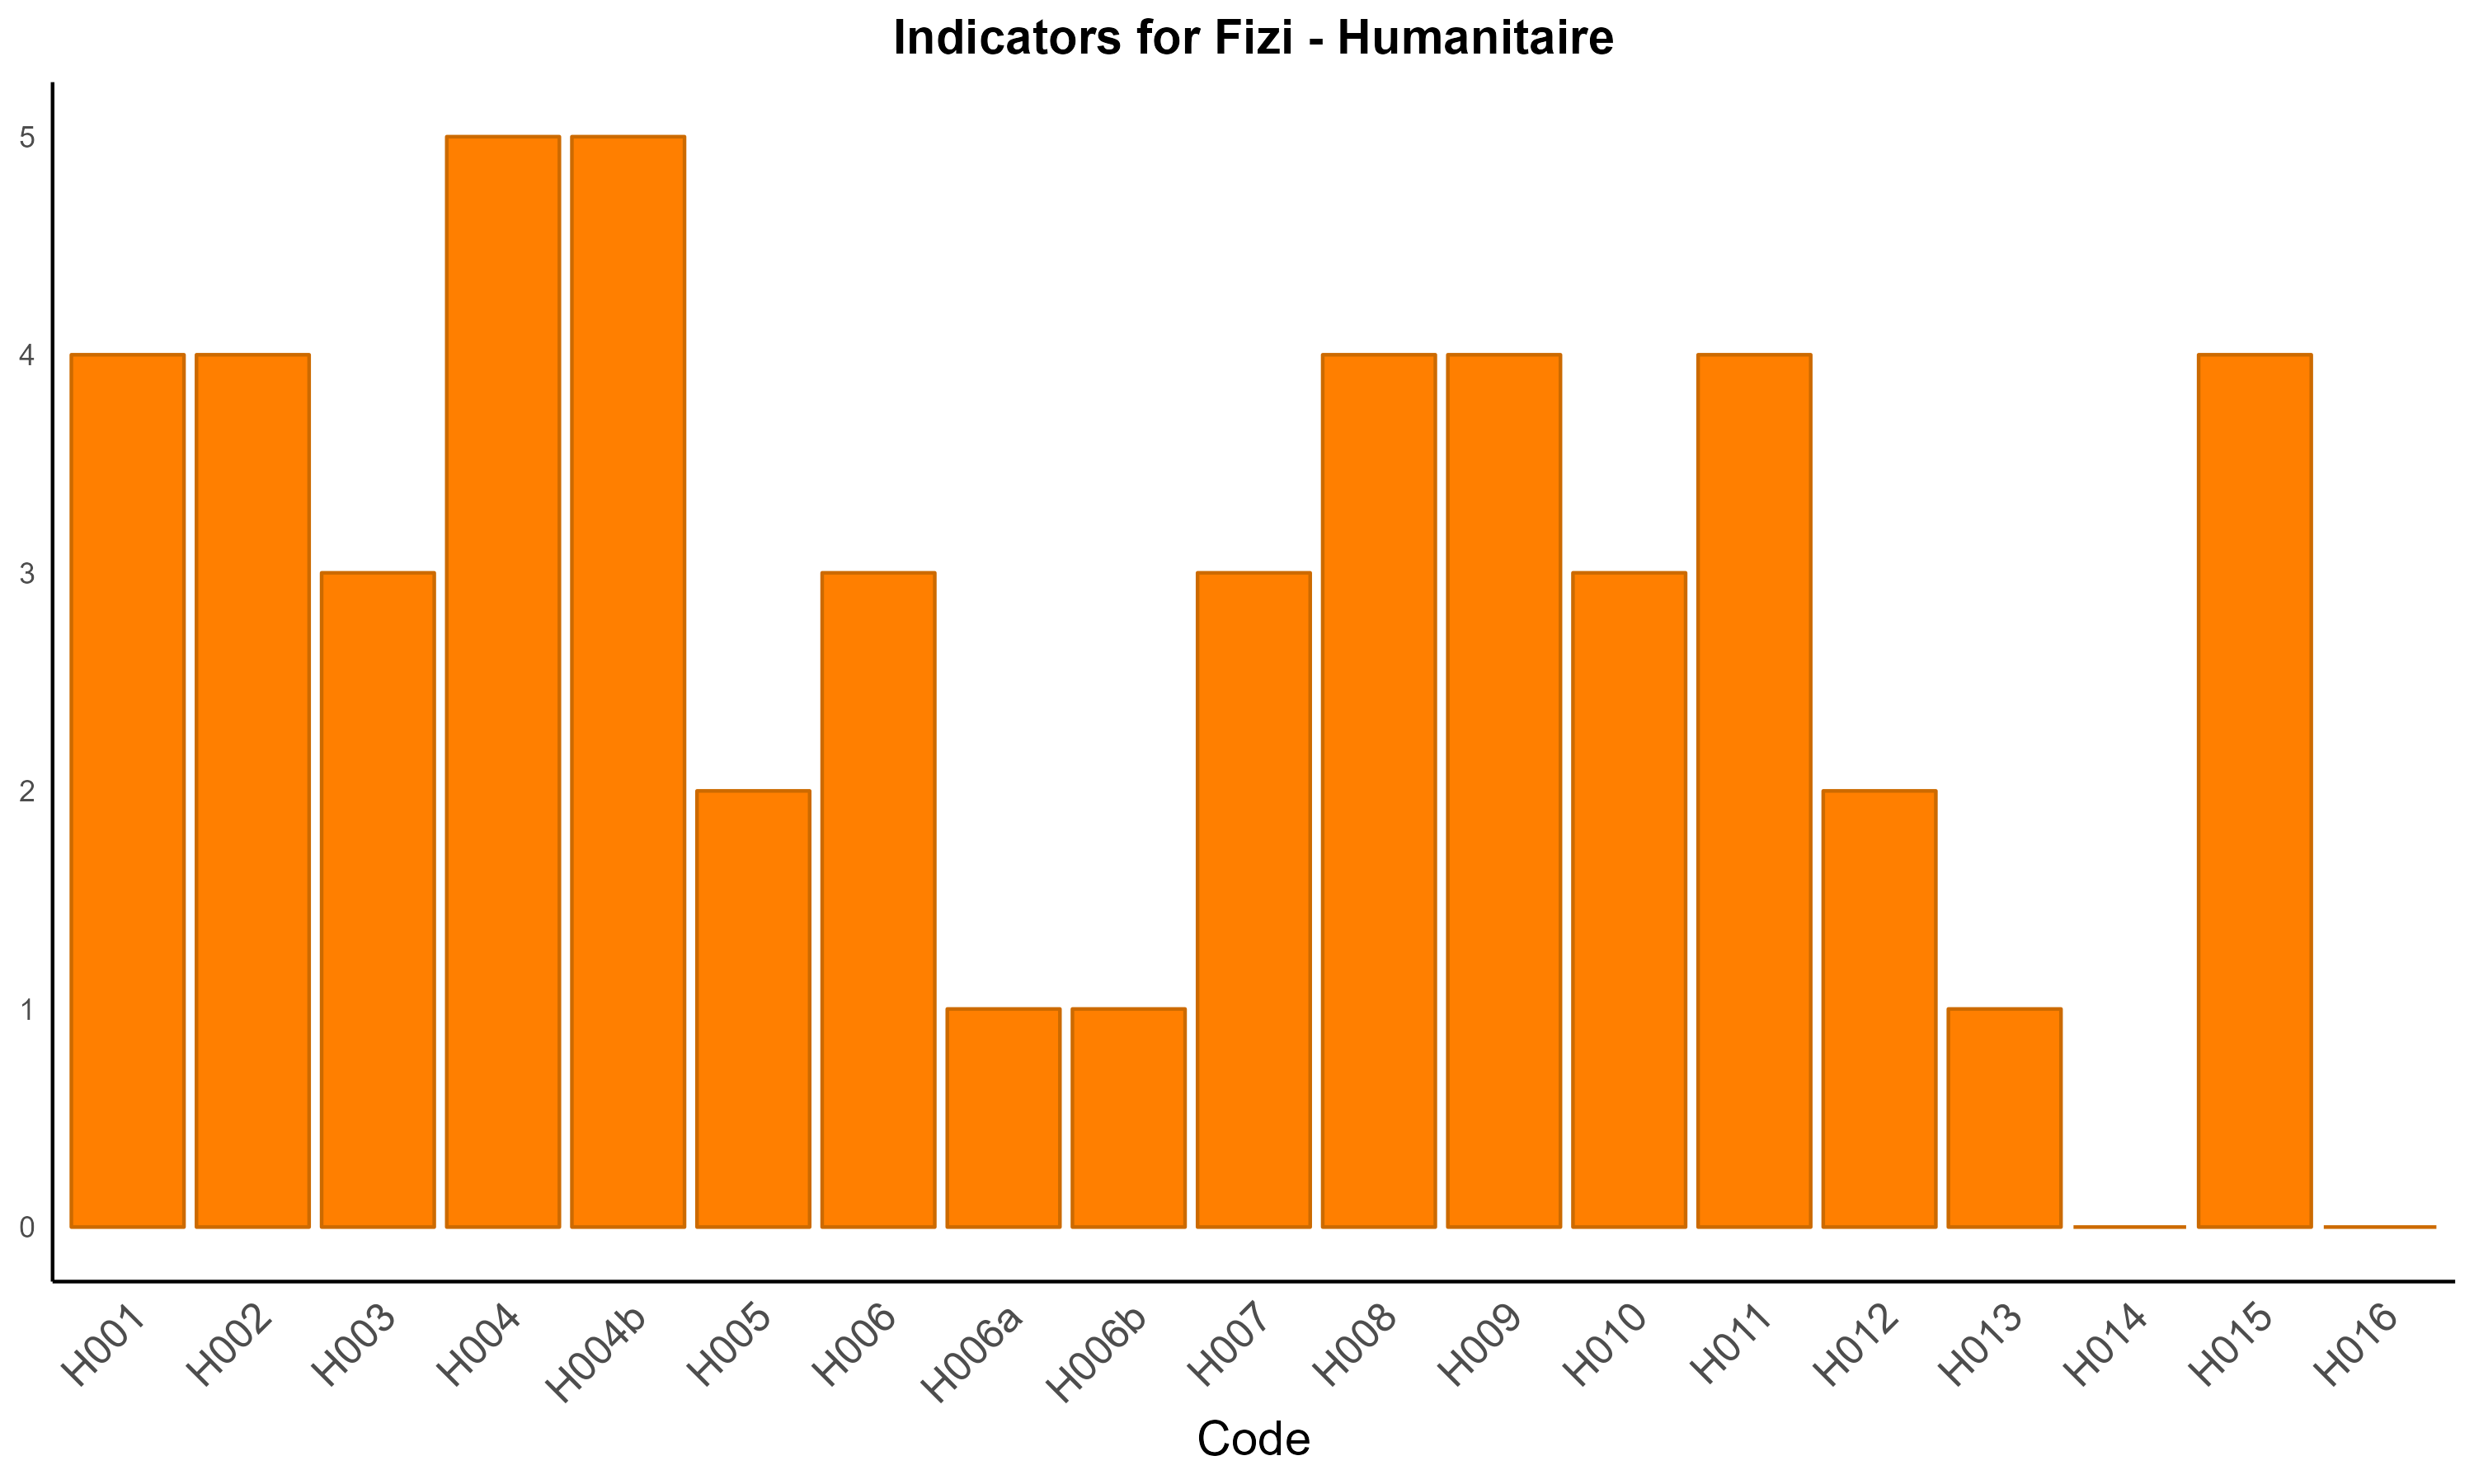 Indicators for Fizi - Humanitaire
5
4
3
2
1
0
H001
H002
H003
H004
H004b
H005
H006
H006a
H006b
H007
H008
H009
H010
H011
H012
H013
H014
H015
H016
Code